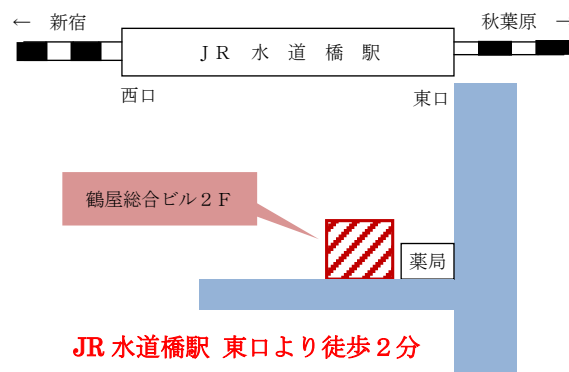 ← 新宿
秋葉原 →
JR 水道橋駅
西口
東口
鶴屋総合ビル2F
薬局
JR 水道橋駅 東口より徒歩2分